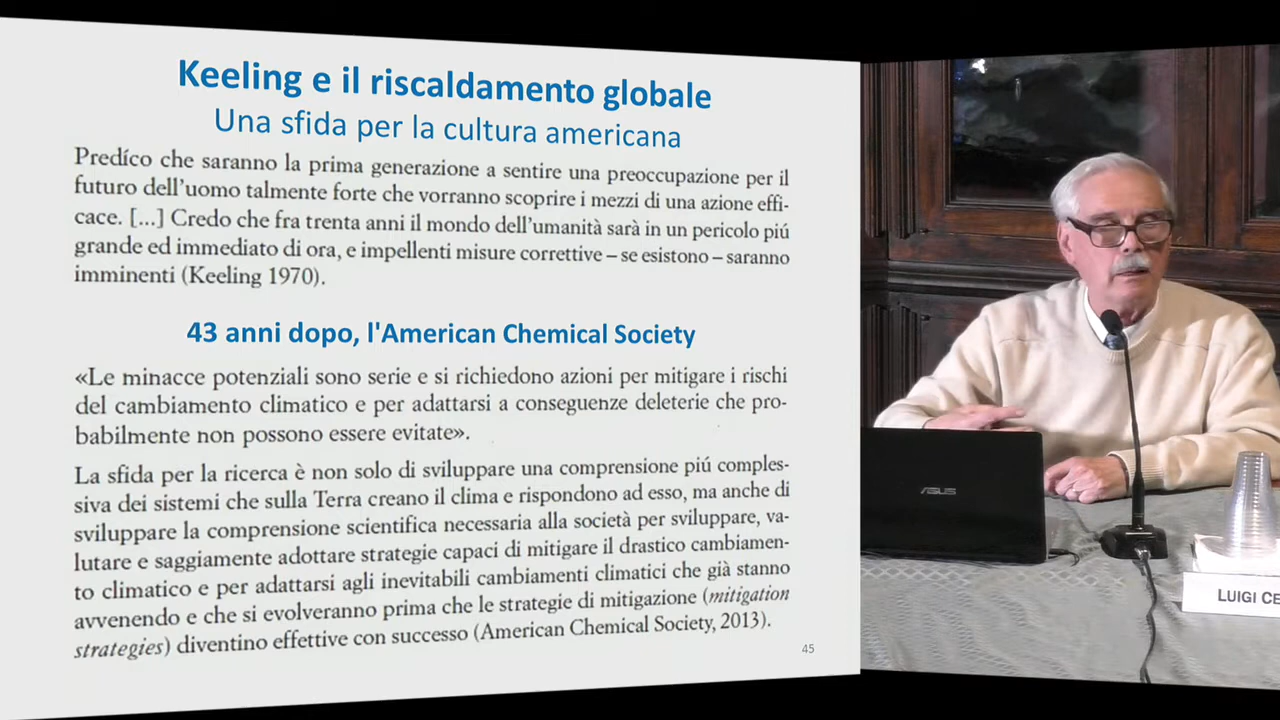 Keeling e il riscaldamento globale
Una sfida per la cultura americana
Predíco che saranno la prima generazione a sentire una preoccupazione per il
futuro dell'uomo talmente forte che vorranno scoprire i mezzi di una azione effi-
cace. [...] Credo che fra trenta anni il mondo dell'umanità sarà in un pericolo piú
grande ed immediato di ora, e impellenti misure correttive – se esistono – saranno
imminenti (Keeling 1970).
43 anni dopo, l'American Chemical Society
«Le minacce potenziali sono serie e si richiedono azioni per mitigare i rischi
del cambiamento climatico e per adattarsi a conseguenze deleterie che pro-
babilmente non possono essere evitate».
La sfida per la ricerca è non solo di sviluppare una comprensione piú comples-
siva dei sistemi che sulla Terra creano il clima e rispondono ad esso, ma anche di
sviluppare la comprensione scientifica necessaria alla società per sviluppare, va-
lutare e saggiamente adottare strategie capaci di mitigare il drastico cambiamen-
to climatico e per adattarsi agli inevitabili cambiamenti climatici che già stanno
avvenendo e che si evolveranno prima che le strategie di mitigazione (mitigation
strategies) diventino effettive con successo (American Chemical Society, 2013).
45
ASUS
LUIGI CE